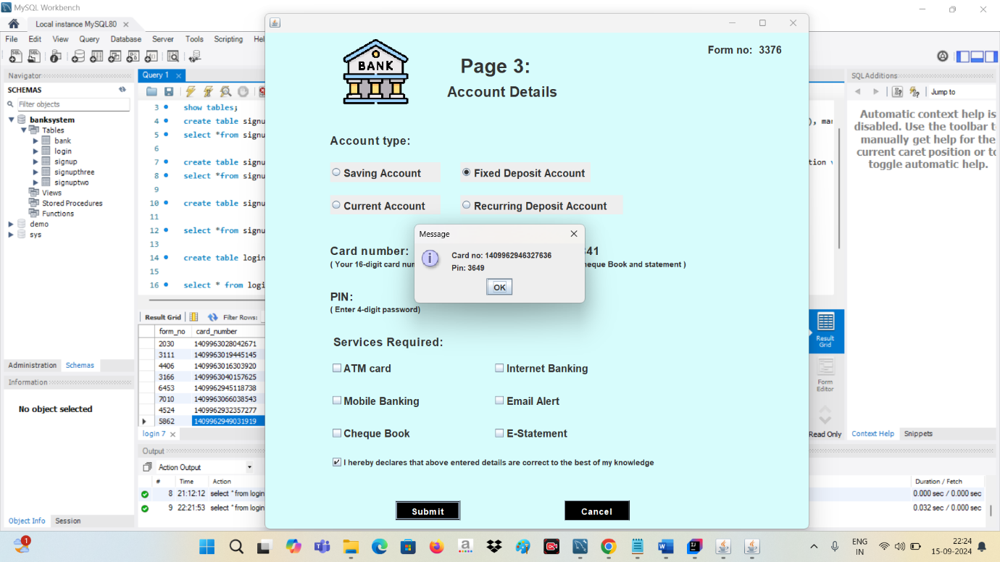 MySQL Workbench
Local instance MySQL80
File Edit View Query Database Server Tools Scripting Hel
Navigator
SCHEMAS
Filter objects
banksystem
Tables
bank
login
signup
signupthree
signuptwo
Views
Stored Procedures
Functions
demo
sys
Administration Schemas
Information
No object selected
Object Info Session
Query 1
3 show tables;
4 create table signu ), mar
5 select *from signu
6
7 create table signu tion v
8 select *from signu
9
10 create table signu
11
12 select *from signu
13
14 create table login
15
16 select * from logi
Result Grid Filter Rows:
form_no card_number
2030 1409963028042671
3111 1409963019445145
4406 1409963016303920
3166 1409963040157625
6453 1409962945118738
7010 1409963066038543
4524 1409962932357277
5862 1409962949031919
login 7
Output
Action Output
# Time Action
8 21:12:12 select *from login
9 22:21:53 select *from login
Form no: 3376
BANK
Page 3:
Account Details
Account type:
Saving Account Fixed Deposit Account
Current Account Recurring Deposit Account
Card number: 341
( Your 16-digit card num heque Book and statement )
PIN:
( Enter 4-digit password)
Message
Card no: 1409962946327636
Pin: 3649
OK
Services Required:
ATM card Internet Banking
Mobile Banking Email Alert
Cheque Book E-Statement
I hereby declares that above entered details are correct to the best of my knowledge
Submit Cancel
SQL Additions
Jump to
Automatic context help is
disabled. Use the toolbar t
manually get help for the
current caret position or to
toggle automatic help.
Result
Grid
Form
Editor
Read Only Context Help Snippets
Duration / Fetch
0.000 sec / 0.000 sec
0.032 sec / 0.000 sec
1
ENG
IN
22:24
15-09-2024